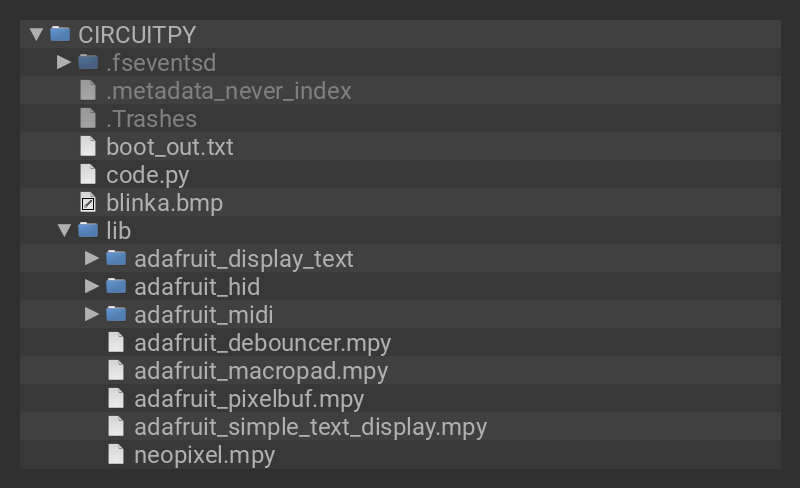 CIRCUITPY
.fseventsd
.metadata_never_index
.Trashes
boot_out.txt
code.py
blinka.bmp
lib
adafruit_display_text
adafruit_hid
adafruit_midi
adafruit_debouncer.mpy
adafruit_macropad.mpy
adafruit_pixelbuf.mpy
adafruit_simple_text_display.mpy
neopixel.mpy